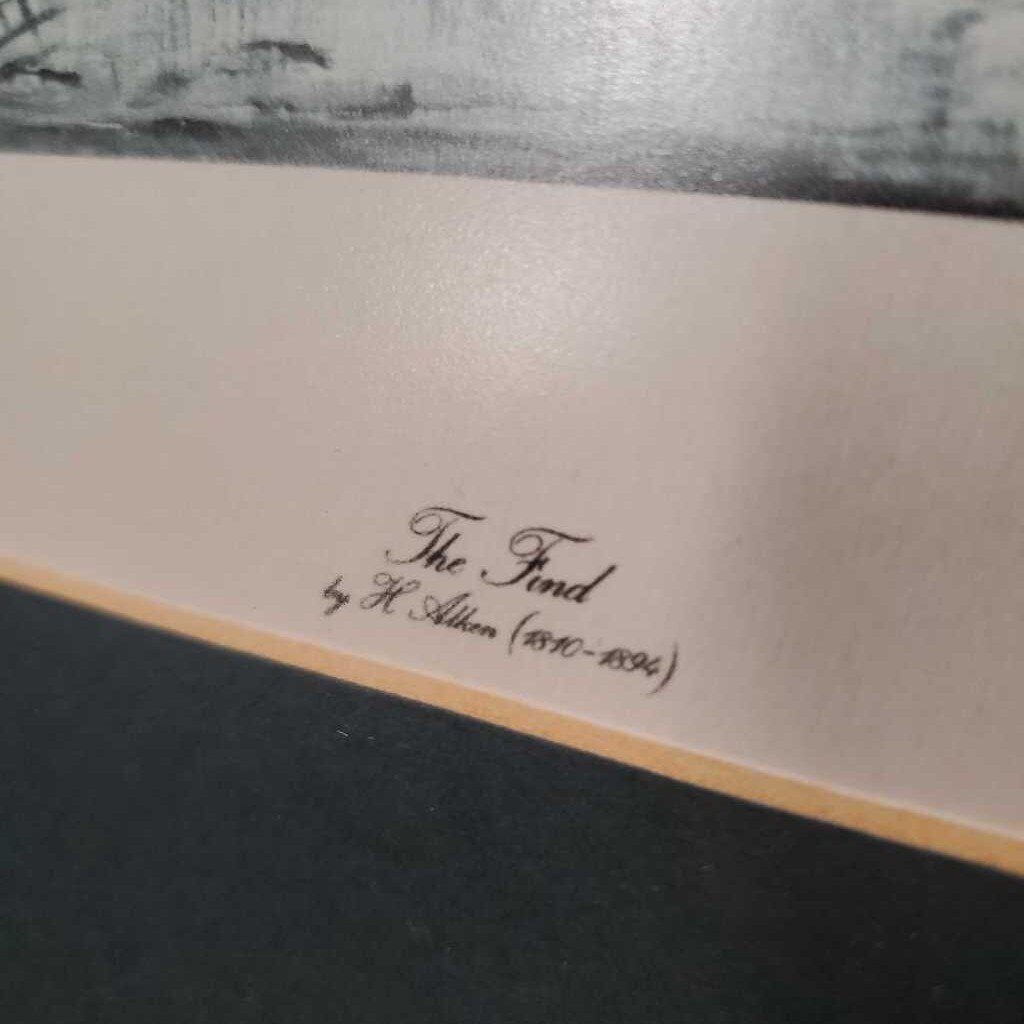 The Find
by H Alken (1810-1894)